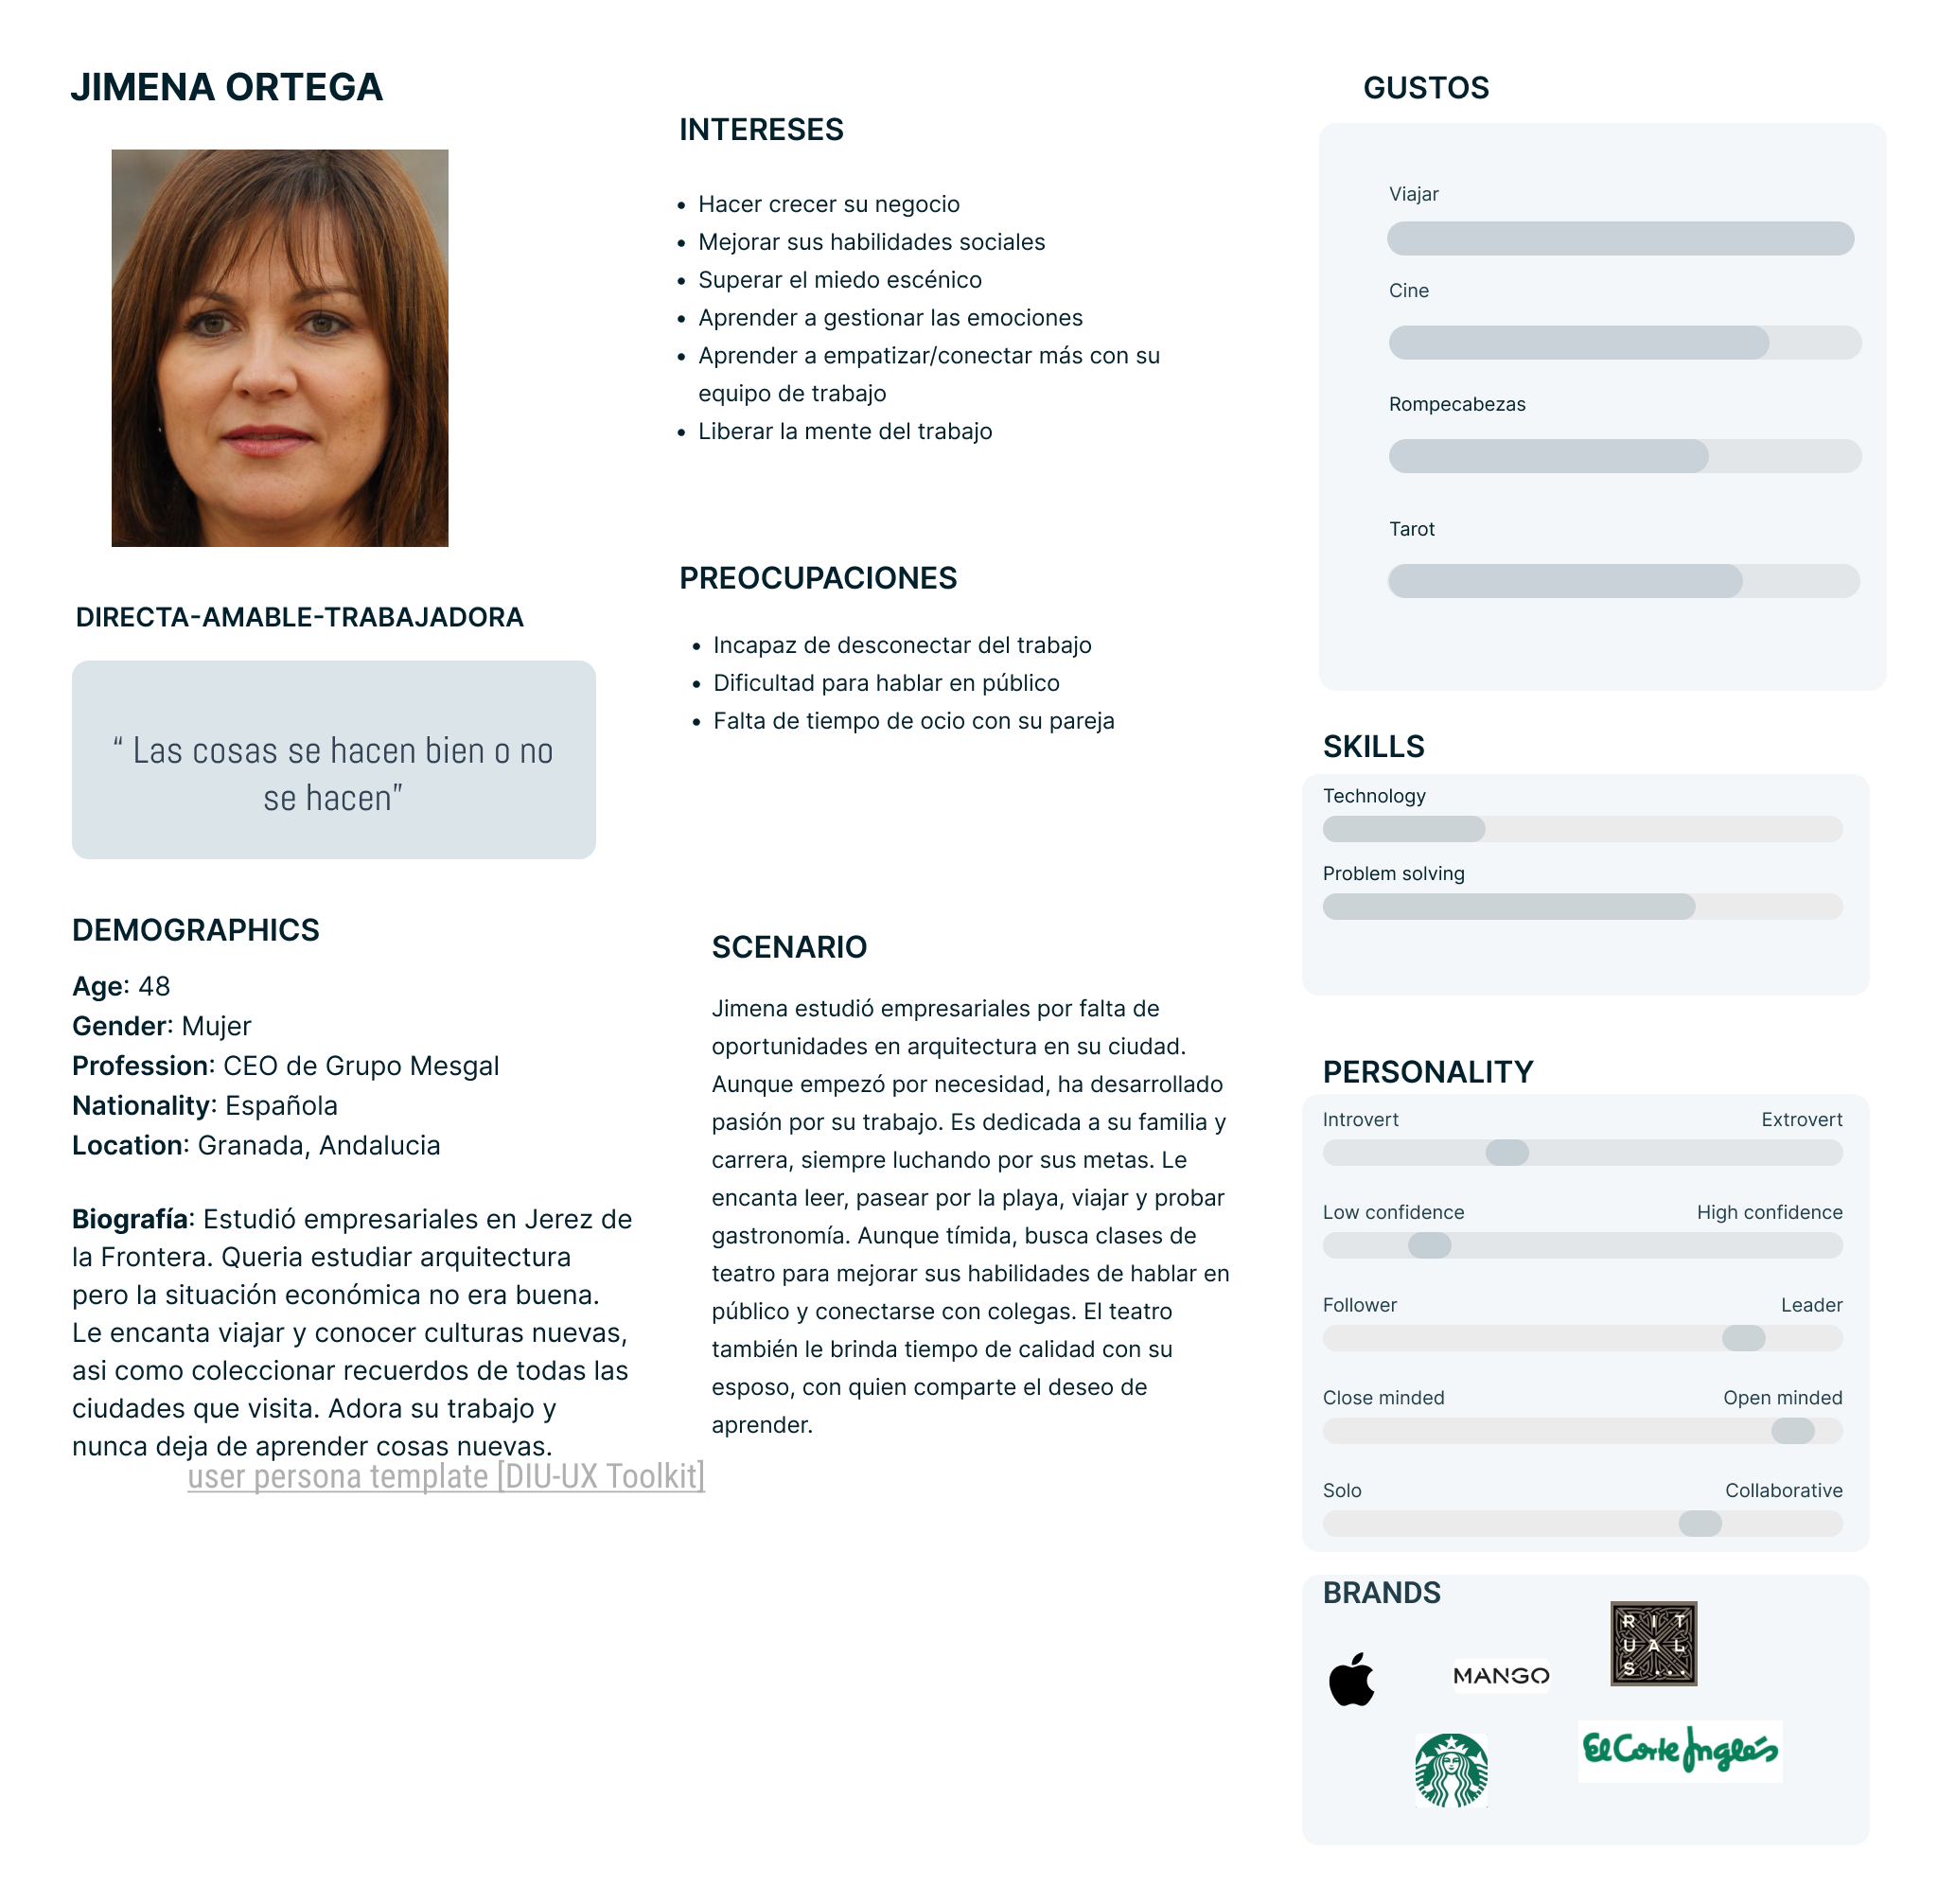 JIMENA ORTEGA
DIRECTA-AMABLE-TRABAJADORA
“ Las cosas se hacen bien o no
se hacen”
DEMOGRAPHICS
Age: 48
Gender: Mujer
Profession: CEO de Grupo Mesgal
Nationality: Española
Location: Granada, Andalucia
Biografía: Estudió empresariales en Jerez de
la Frontera. Queria estudiar arquitectura
pero la situación económica no era buena.
Le encanta viajar y conocer culturas nuevas,
asi como coleccionar recuerdos de todas las
ciudades que visita. Adora su trabajo y
nunca deja de aprender cosas nuevas.
user persona template [DIU-UX Toolkit]
INTERESES
• Hacer crecer su negocio
• Mejorar sus habilidades sociales
• Superar el miedo escénico
• Aprender a gestionar las emociones
• Aprender a empatizar/conectar más con su
equipo de trabajo
• Liberar la mente del trabajo
PREOCUPACIONES
• Incapaz de desconectar del trabajo
• Dificultad para hablar en público
• Falta de tiempo de ocio con su pareja
SCENARIO
Jimena estudió empresariales por falta de
oportunidades en arquitectura en su ciudad.
Aunque empezó por necesidad, ha desarrollado
pasión por su trabajo. Es dedicada a su familia y
carrera, siempre luchando por sus metas. Le
encanta leer, pasear por la playa, viajar y probar
gastronomía. Aunque tímida, busca clases de
teatro para mejorar sus habilidades de hablar en
público y conectarse con colegas. El teatro
también le brinda tiempo de calidad con su
esposo, con quien comparte el deseo de
aprender.
GUSTOS
Viajar
Cine
Rompecabezas
Tarot
SKILLS
Technology
Problem solving
PERSONALITY
Introvert Extrovert
Low confidence High confidence
Follower Leader
Close minded Open minded
Solo Collaborative
BRANDS
RIT
UAL
S...
MANGO
El Corte Inglés